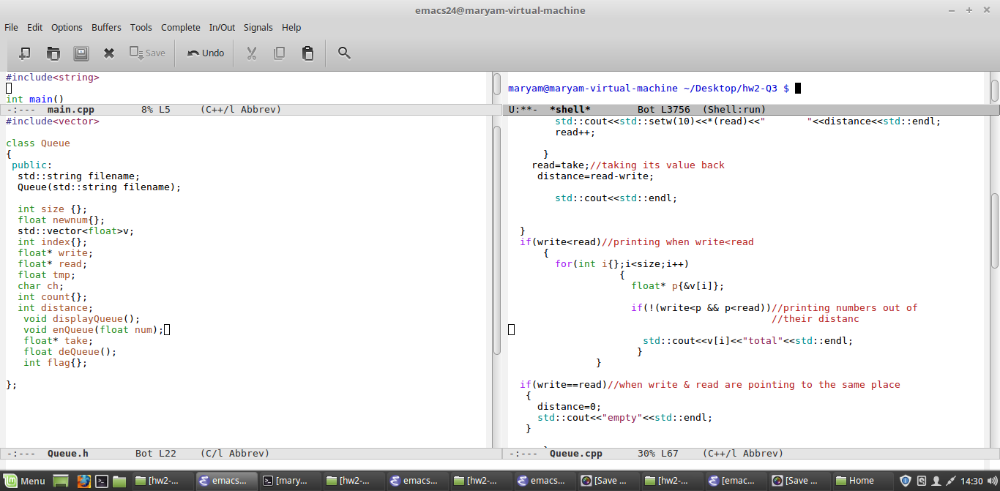 emacs24@maryam-virtual-machine
File Edit Options Buffers Tools Complete In/Out Signals Help
Save Undo
#include<string>
int main()
-:--- main.cpp 8% L5 (C++/l Abbrev)
#include<vector>
class Queue
{
public:
std::string filename;
Queue(std::string filename);
int size {};
float newnum{};
std::vector<float>v;
int index{};
float* write;
float* read;
float tmp;
char ch;
int count{};
int distance;
void displayQueue();
void enQueue(float num);
float* take;
float deQueue();
int flag{};
};
-:--- Queue.h Bot L22 (C/l Abbrev)
maryam@maryam-virtual-machine ~/Desktop/hw2-Q3 $
U:**- *shell* Bot L3756 (Shell:run)
std::cout<<std::setw(10)<<*(read)<<"       "<<distance<<std::endl;
read++;
}
read=take;//taking its value back
distance=read-write;
std::cout<<std::endl;
}
if(write<read)//printing when write<read
{
for(int i{};i<size;i++)
{
float* p{&v[i]};
if(!(write<p && p<read))//printing numbers out of
//their distanc
std::cout<<v[i]<<"total"<<std::endl;
}
}
if(write==read)//when write & read are pointing to the same place
{
distance=0;
std::cout<<"empty"<<std::endl;
}
-:--- Queue.cpp 30% L67 (C++/l Abbrev)
Menu [hw2-... emacs... [mary... [hw2-... emacs... [hw2-... emacs... [Save ... [hw2-... [emac... [Save ... Home 14:30